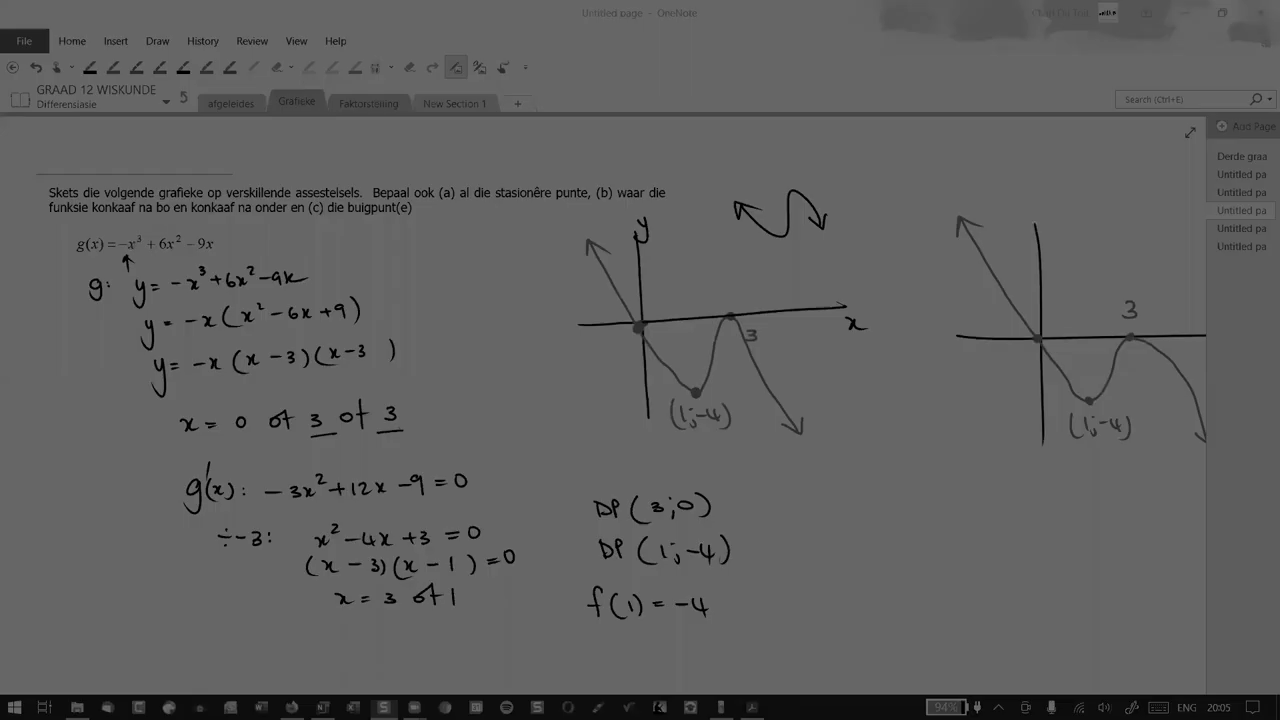 Untitled page - OneNote
File Home Insert Draw History Review View Help
GRAAD 12 WISKUNDE
Differensiasie
5
afgeleides Grafieke Faktorstelling New Section 1 +
Search (Ctrl+E)
Add Page
Derde graa
Untitled pa
Untitled pa
Untitled pa
Untitled pa
Untitled pa
Skets die volgende grafieke op verskillende assestelsels. Bepaal ook (a) al die stasionêre punte, (b) waar die
funksie konkaaf na bo en konkaaf na onder en (c) die buigpunt(e)
g(x) = -x³ + 6x² - 9x
g: y = -x³ + 6x² - 9x
y = -x(x² - 6x + 9)
y = -x(x - 3)(x - 3)
x = 0 of 3 of 3
g'(x): -3x² + 12x - 9 = 0
÷-3: x² - 4x + 3 = 0
(x - 3)(x - 1) = 0
x = 3 of 1
y
x
3
(1;-4)
DP (3;0)
DP (1;-4)
f(1) = -4
3
(1;-4)
94%
ENG 20:05